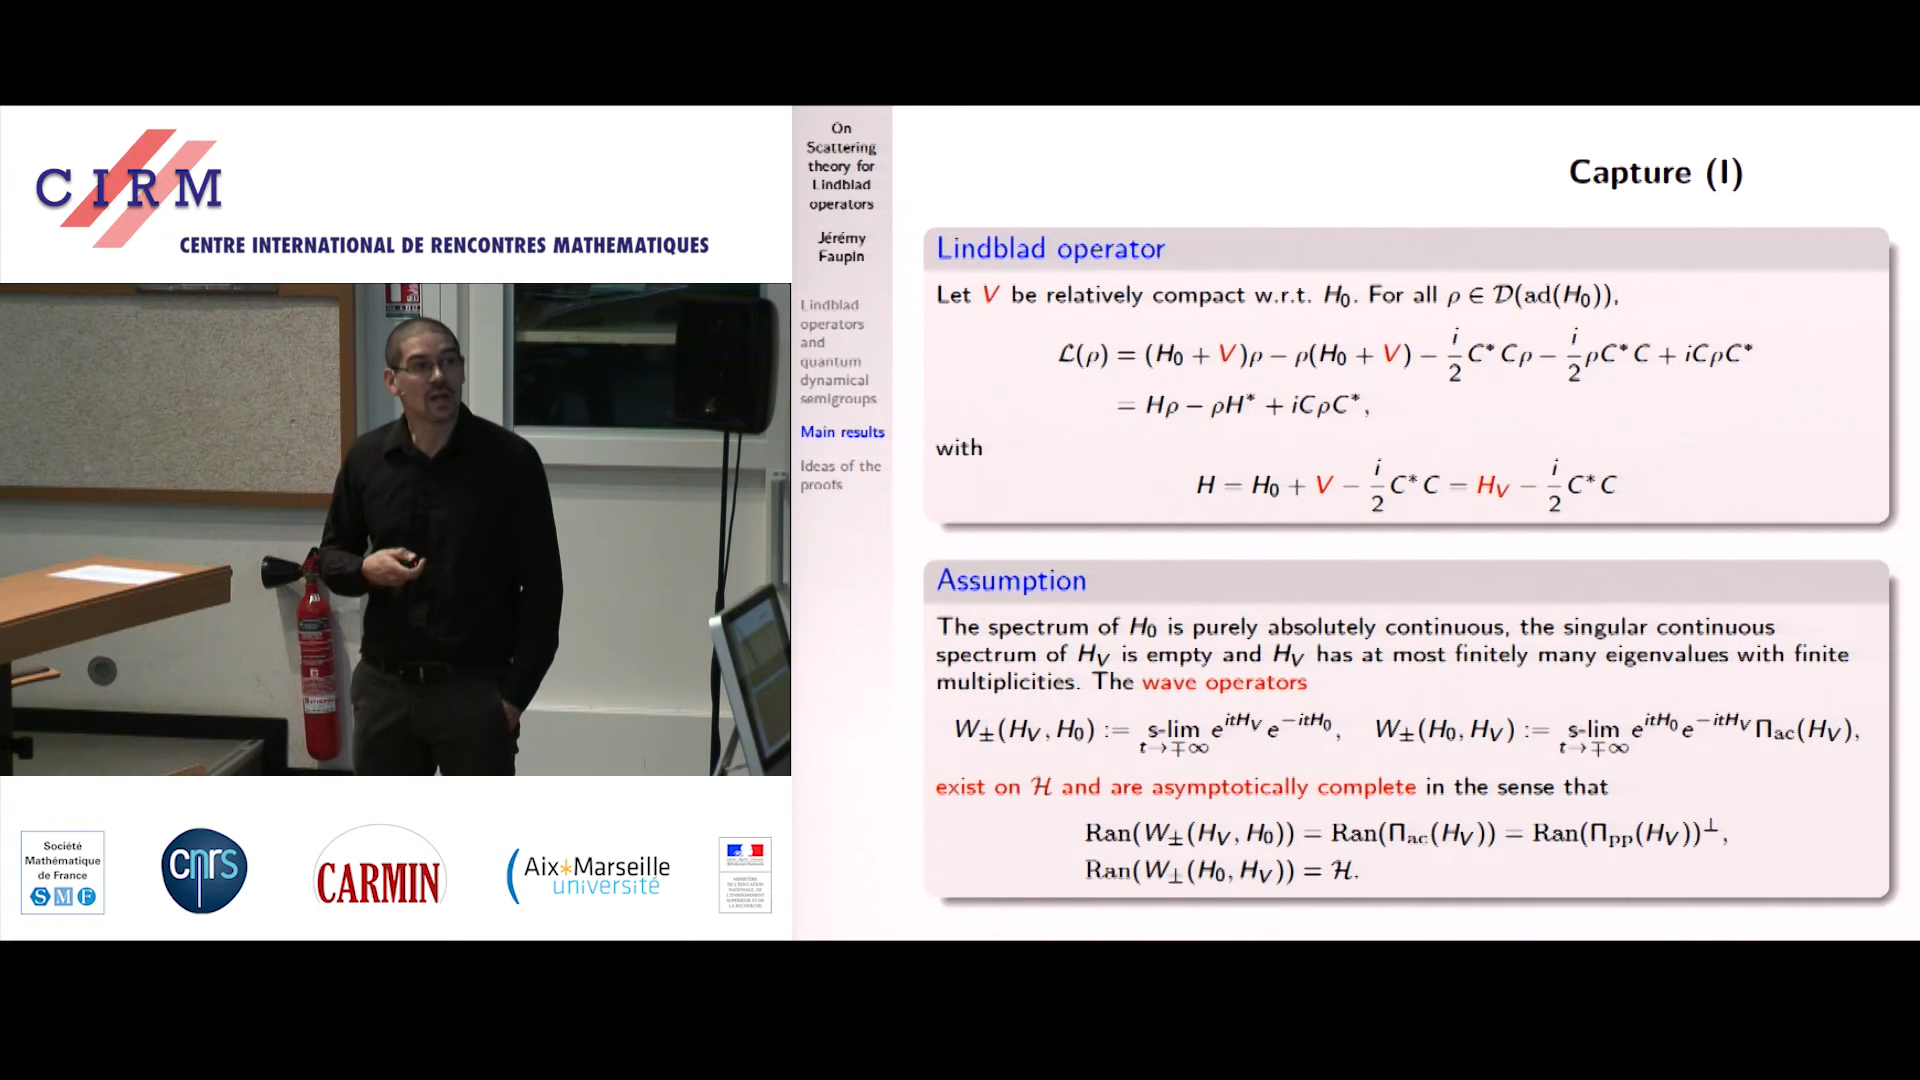 CIRM
CENTRE INTERNATIONAL DE RENCONTRES MATHEMATIQUES
Société
Mathématique
de France
S M F
cnrs
CARMIN
Aix*Marseille
université
On
Scattering
theory for
Lindblad
operators
Jérémy
Faupin
Lindblad
operators
and
quantum
dynamical
semigroups
Main results
Ideas of the
proofs
Capture (I)
Lindblad operator
Let V be relatively compact w.r.t. H₀. For all ρ ∈ 𝒟(ad(H₀)),
ℒ(ρ) = (H₀ + V)ρ − ρ(H₀ + V) − i/2 C*Cρ − i/2 ρC*C + iCρC*
= Hρ − ρH* + iCρC*,
with
H = H₀ + V − i/2 C*C = H_V − i/2 C*C
Assumption
The spectrum of H₀ is purely absolutely continuous, the singular continuous
spectrum of H_V is empty and H_V has at most finitely many eigenvalues with finite
multiplicities. The wave operators
W±(H_V, H₀) := s-lim_{t→∓∞} e^{itH_V} e^{−itH₀}, W±(H₀, H_V) := s-lim_{t→∓∞} e^{itH₀} e^{−itH_V} Π_ac(H_V),
exist on ℋ and are asymptotically complete in the sense that
Ran(W±(H_V, H₀)) = Ran(Π_ac(H_V)) = Ran(Π_pp(H_V))^⊥,
Ran(W±(H₀, H_V)) = ℋ.